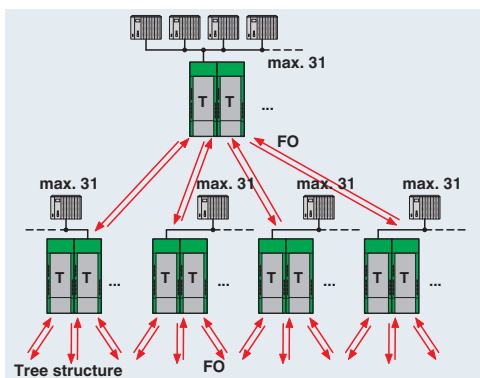 max. 31
T T ...
FO
max. 31 max. 31 max. 31 max. 31
T T ... T T ... T T ... T T ...
Tree structure FO